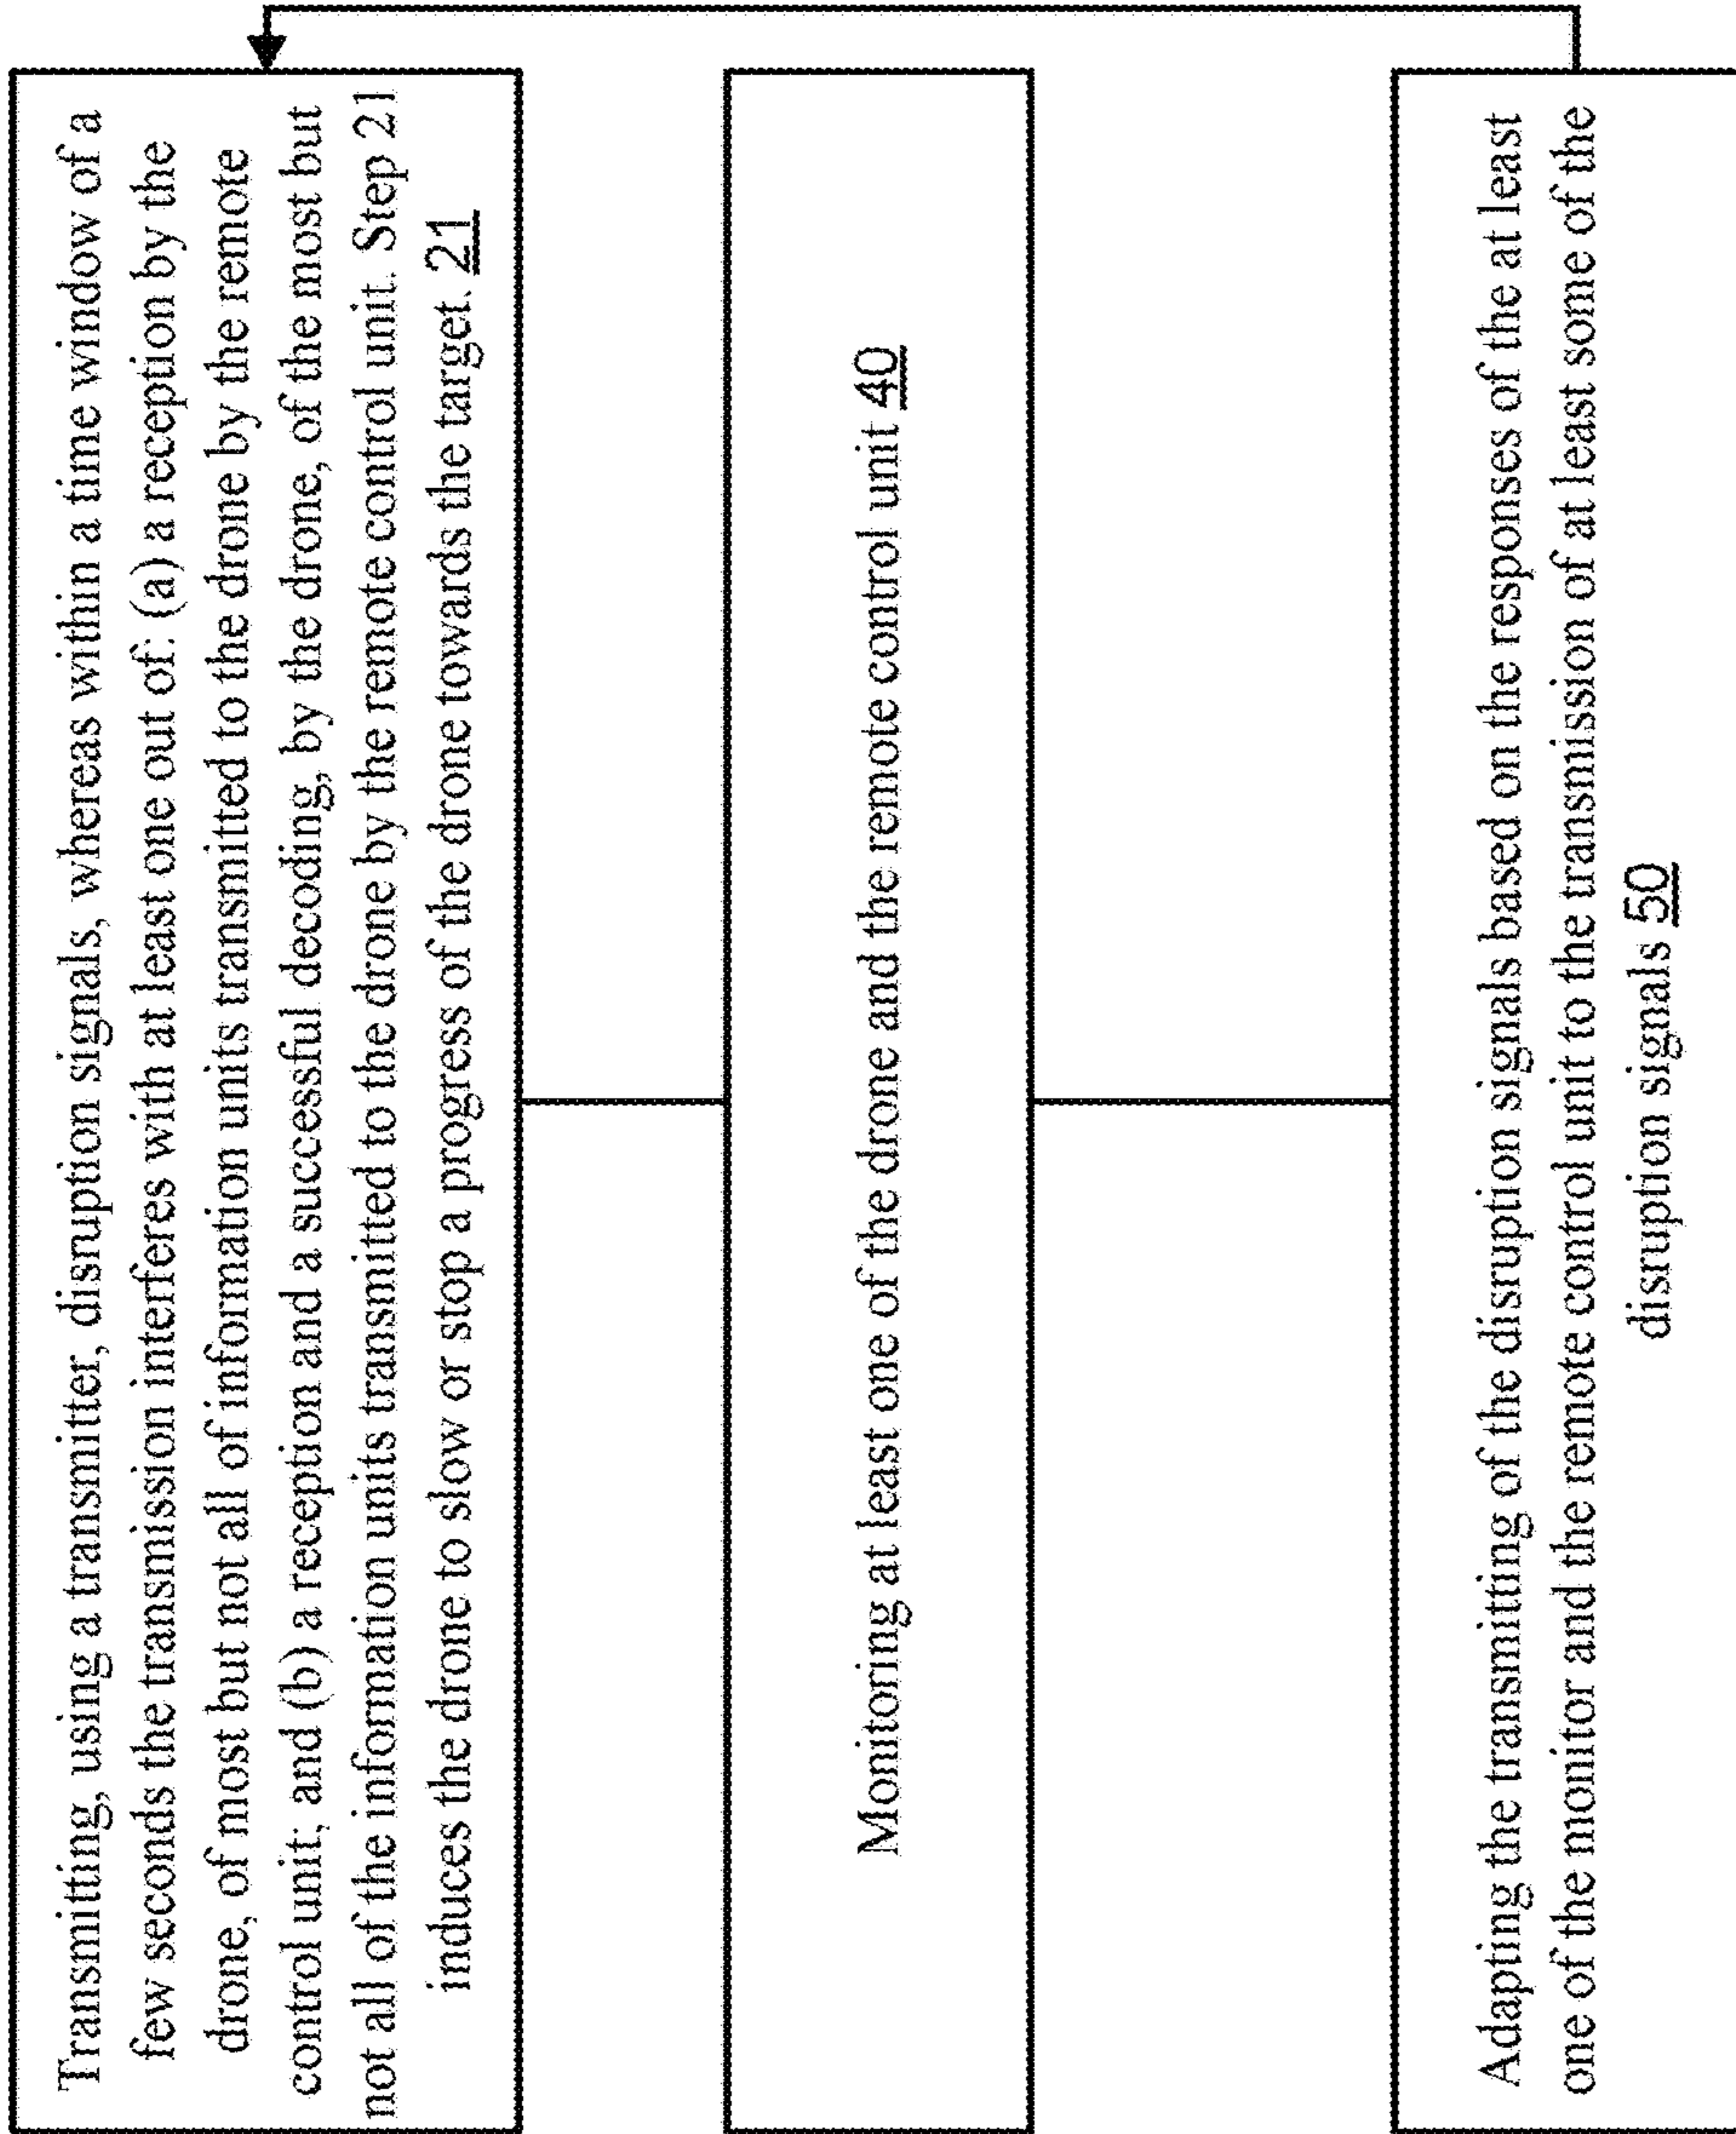 Transmitting, using a transmitter, disruption signals, whereas within a time window of a
few seconds the transmission interferes with at least one out of: (a) a reception by the
drone, of most but not all of information units transmitted to the drone by the remote
control unit; and (b) a reception and a successful decoding, by the drone, of the most but
not all of the information units transmitted to the drone by the remote control unit. Step 21
induces the drone to slow or stop a progress of the drone towards the target. 21
Monitoring at least one of the drone and the remote control unit 40
Adapting the transmitting of the disruption signals based on the responses of the at least
one of the monitor and the remote control unit to the transmission of at least some of the
disruption signals 50